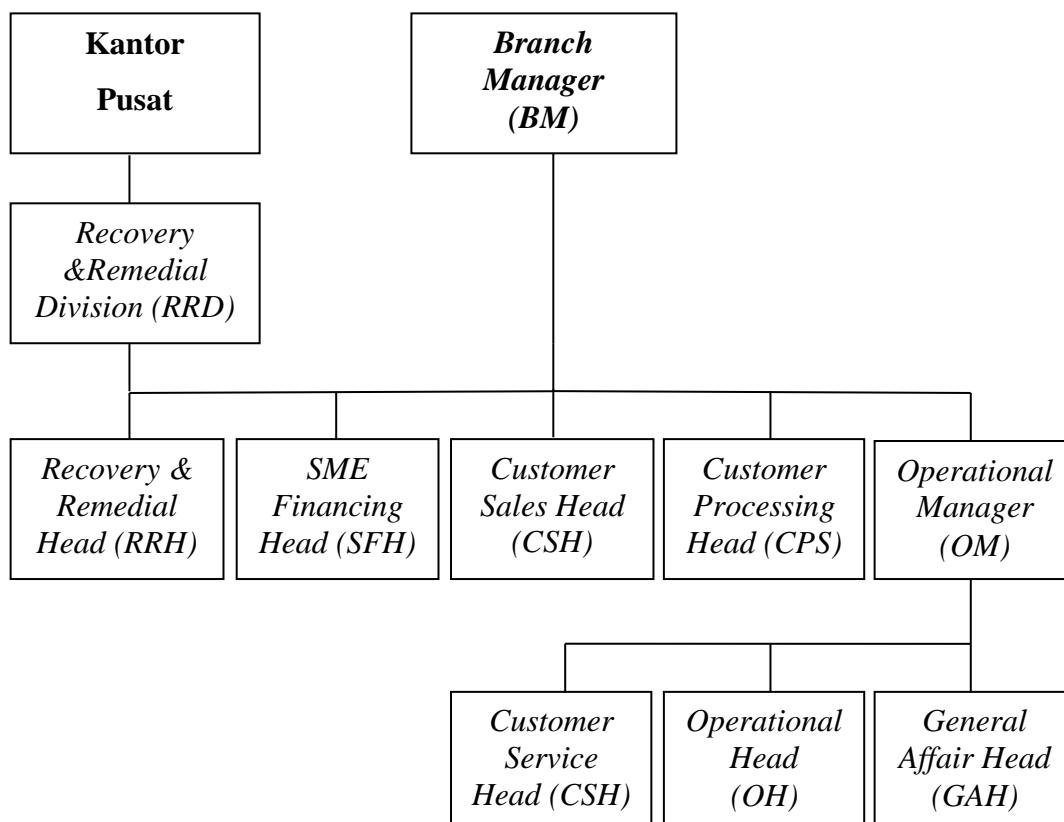 Kantor
Pusat
Branch
Manager
(BM)
Recovery
&Remedial
Division (RRD)
Recovery &
Remedial
Head (RRH)
SME
Financing
Head (SFH)
Customer
Sales Head
(CSH)
Customer
Processing
Head (CPS)
Operational
Manager
(OM)
Customer
Service
Head (CSH)
Operational
Head
(OH)
General
Affair Head
(GAH)